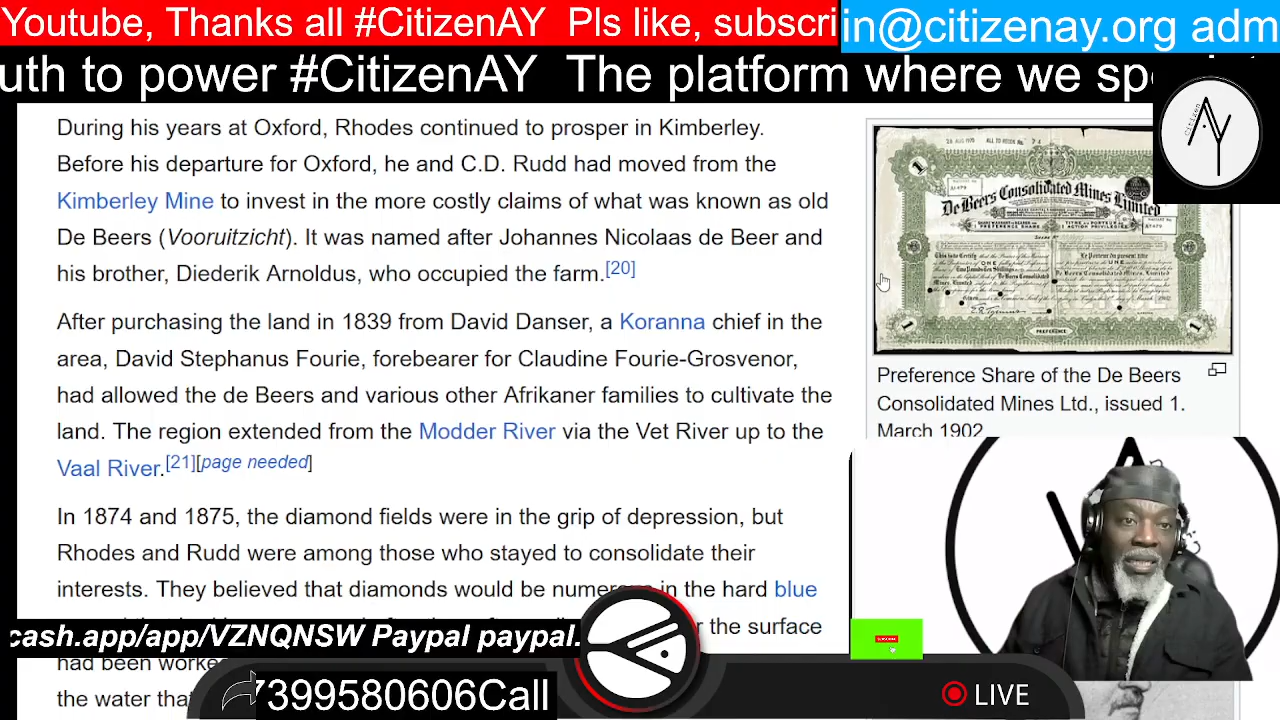 Youtube, Thanks all #CitizenAY Pls like, subscri
in@citizenay.org adm
uth to power #CitizenAY The platform where we sp
Citizen
AY
During his years at Oxford, Rhodes continued to prosper in Kimberley.
Before his departure for Oxford, he and C.D. Rudd had moved from the
Kimberley Mine to invest in the more costly claims of what was known as old
De Beers (Vooruitzicht). It was named after Johannes Nicolaas de Beer and
his brother, Diederik Arnoldus, who occupied the farm.[20]
After purchasing the land in 1839 from David Danser, a Koranna chief in the
area, David Stephanus Fourie, forebearer for Claudine Fourie-Grosvenor,
had allowed the de Beers and various other Afrikaner families to cultivate the
land. The region extended from the Modder River via the Vet River up to the
Vaal River.[21][page needed]
In 1874 and 1875, the diamond fields were in the grip of depression, but
Rhodes and Rudd were among those who stayed to consolidate their
interests. They believed that diamonds would be numerous in the hard blue
r the surface
had been worke
the water tha
De Beers Consolidated Mines Limited
1 PREFERENCE SHARE
PREFERENCE
Preference Share of the De Beers
Consolidated Mines Ltd., issued 1.
March 1902
cash.app/app/VZNQNSW Paypal paypal.
7399580606Call
LIVE